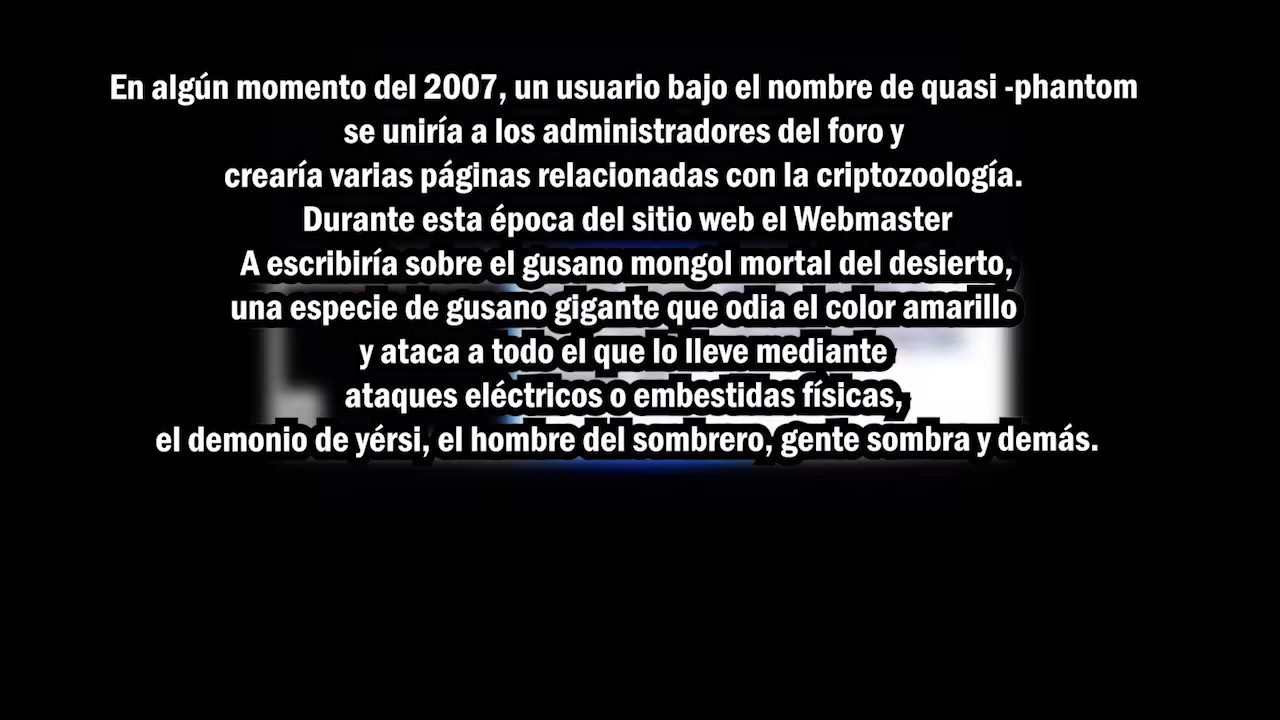 En algún momento del 2007, un usuario bajo el nombre de quasi -phantom
se uniría a los administradores del foro y
crearía varias páginas relacionadas con la criptozoología.
Durante esta época del sitio web el Webmaster
A escribiría sobre el gusano mongol mortal del desierto,
una especie de gusano gigante que odia el color amarillo
y ataca a todo el que lo lleve mediante
ataques eléctricos o embestidas físicas,
el demonio de yérsi, el hombre del sombrero, gente sombra y demás.